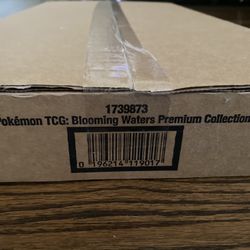 1739873
Pokémon TCG: Blooming Waters Premium Collection
0 196214 119017